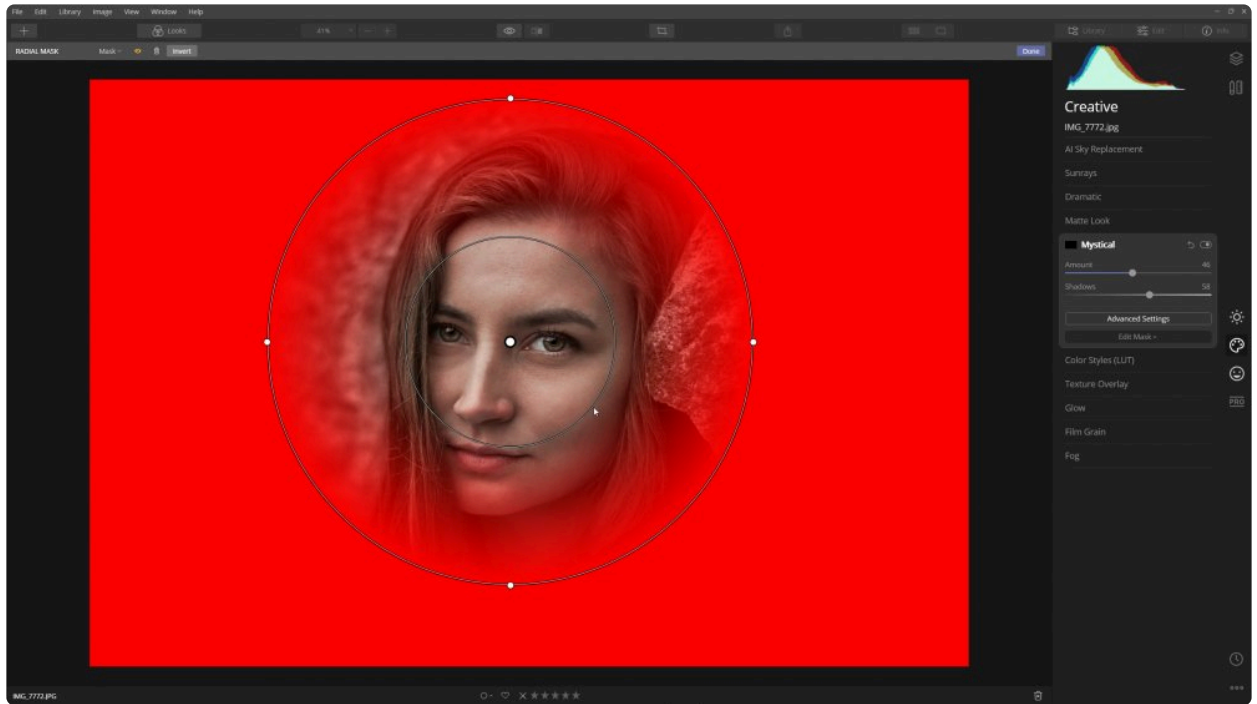 File Edit Library Image View Window Help
Looks 41%
Library Edit Info
RADIAL MASK Mask Invert Done
Creative
IMG_7772.jpg
AI Sky Replacement
Sunrays
Dramatic
Matte Look
Mystical
Amount 46
Shadows 58
Advanced Settings
Edit Mask
Color Styles (LUT)
Texture Overlay
Glow
PRO
Film Grain
Fog
IMG_7772.JPG